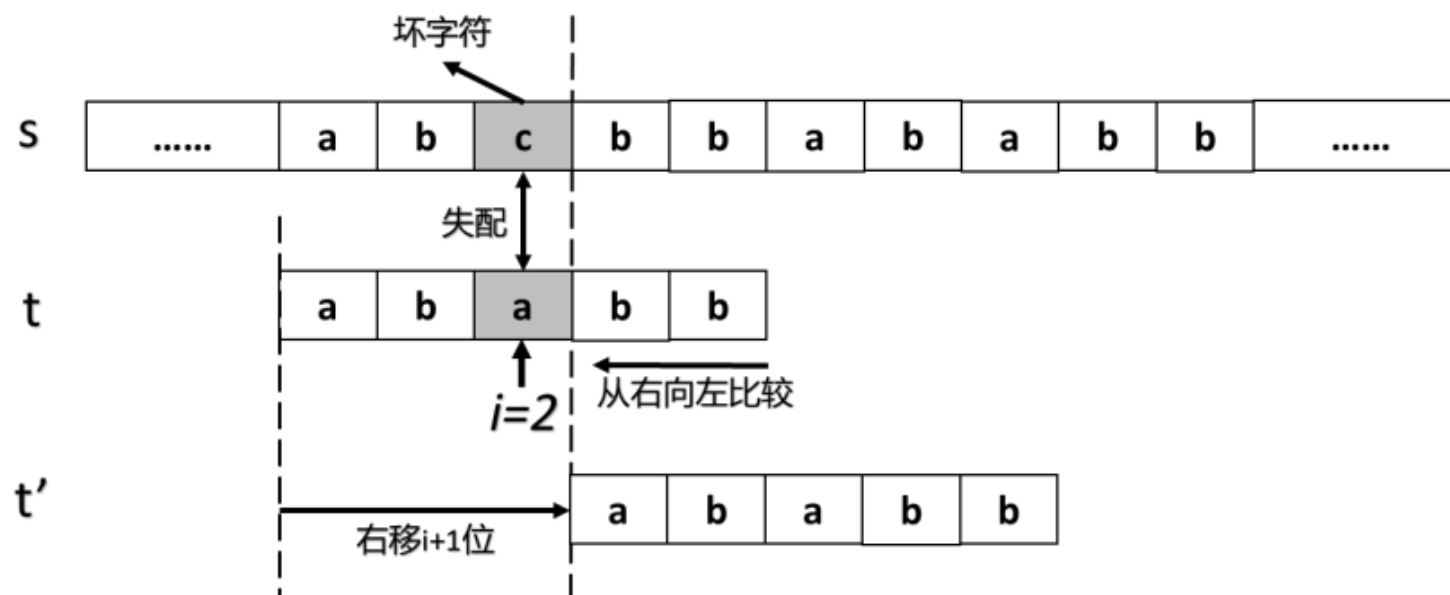 坏字符
s …… a b c b b a b a b b ……
失配
t a b a b b
i=2
从右向左比较
t’ a b a b b
右移i+1位